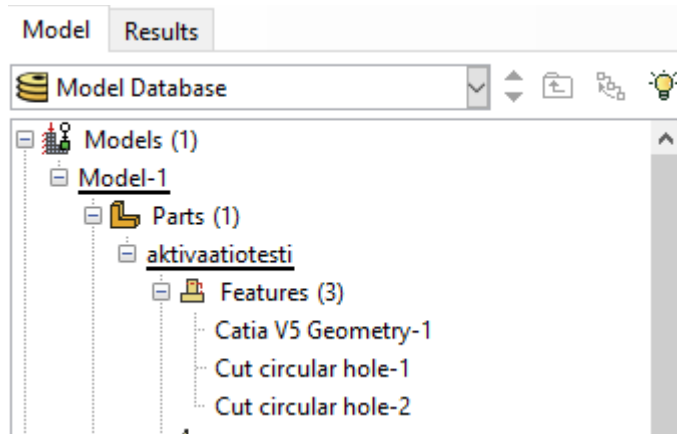 Model Results
Model Database
Models (1)
Model-1
Parts (1)
aktivaatiotesti
Features (3)
Catia V5 Geometry-1
Cut circular hole-1
Cut circular hole-2